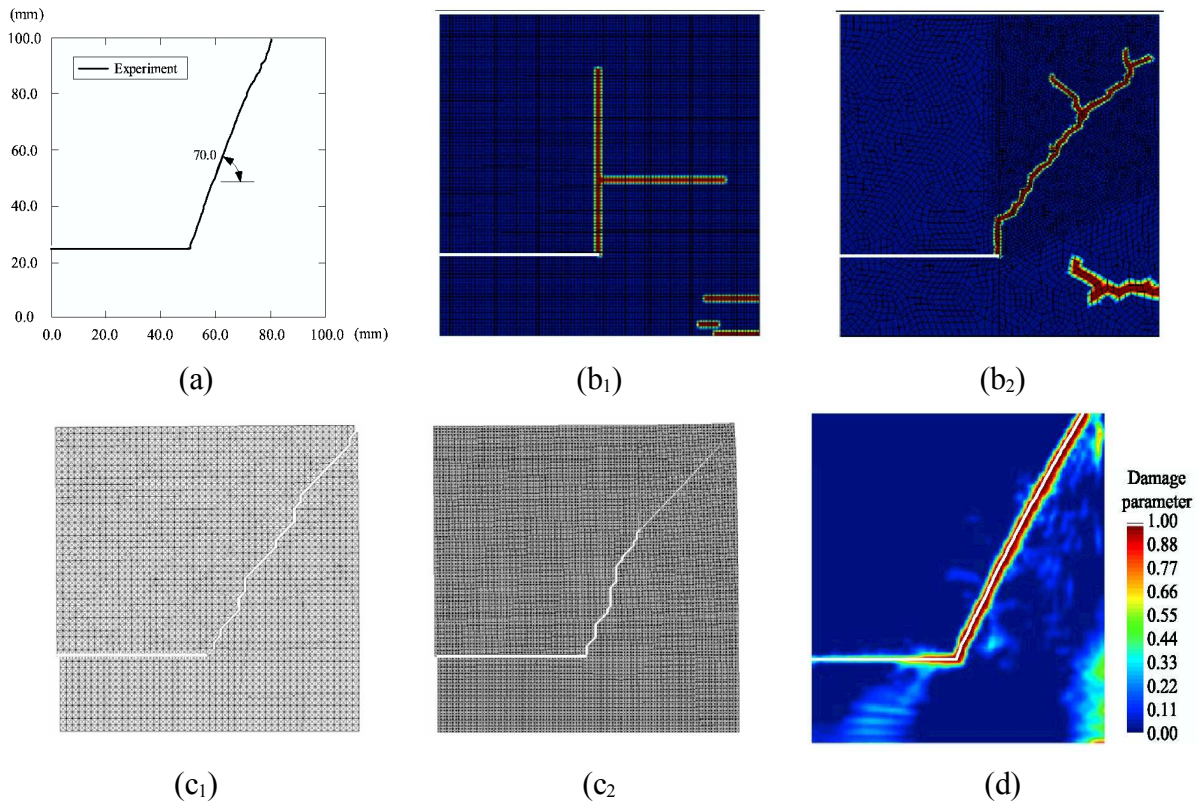 (mm)
100.0
Experiment
80.0
60.0
70.0
40.0
20.0
0.0
0.0 20.0 40.0 60.0 80.0 100.0 (mm)
(a)
(b₁)
(b₂)
Damage
parameter
1.00
0.88
0.77
0.66
0.55
0.44
0.33
0.22
0.11
0.00
(c₁)
(c₂)
(d)